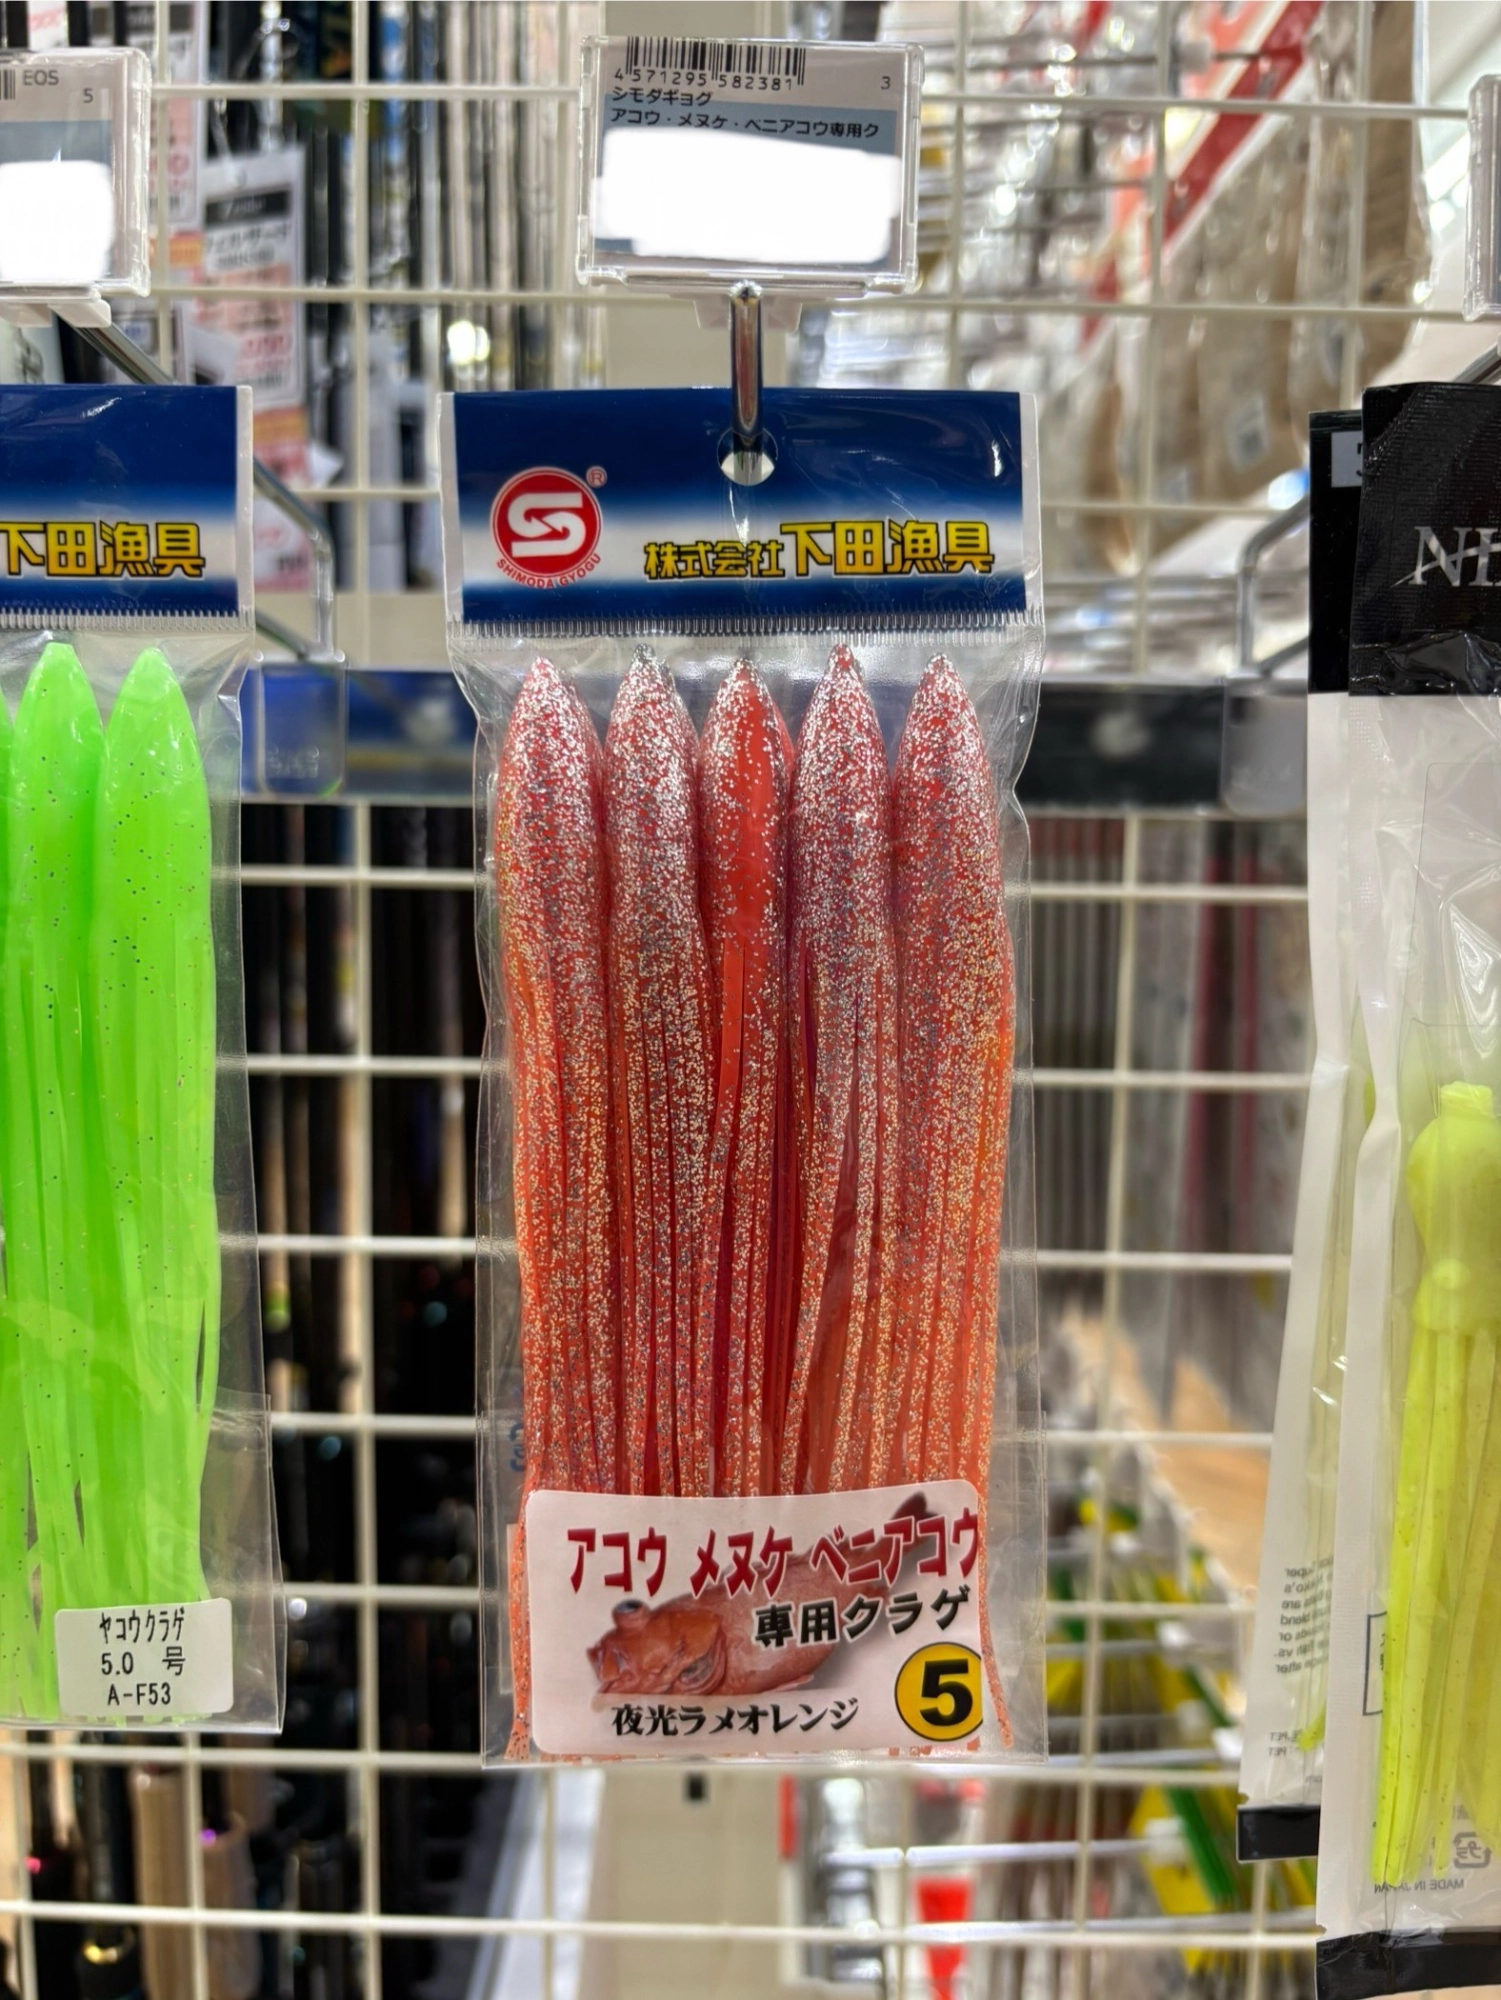 EOS
5
4571295582381
3
シモダギョグ
アコウ・メヌケ・ベニアコウ専用ク
下田漁具
S
®
SHIMODA GYOGU
株式会社下田漁具
アコウ メヌケ ベニアコウ
専用クラゲ
5
夜光ラメオレンジ
ヤコウクラゲ
5.0 号
A-F53
MADE IN JAPAN